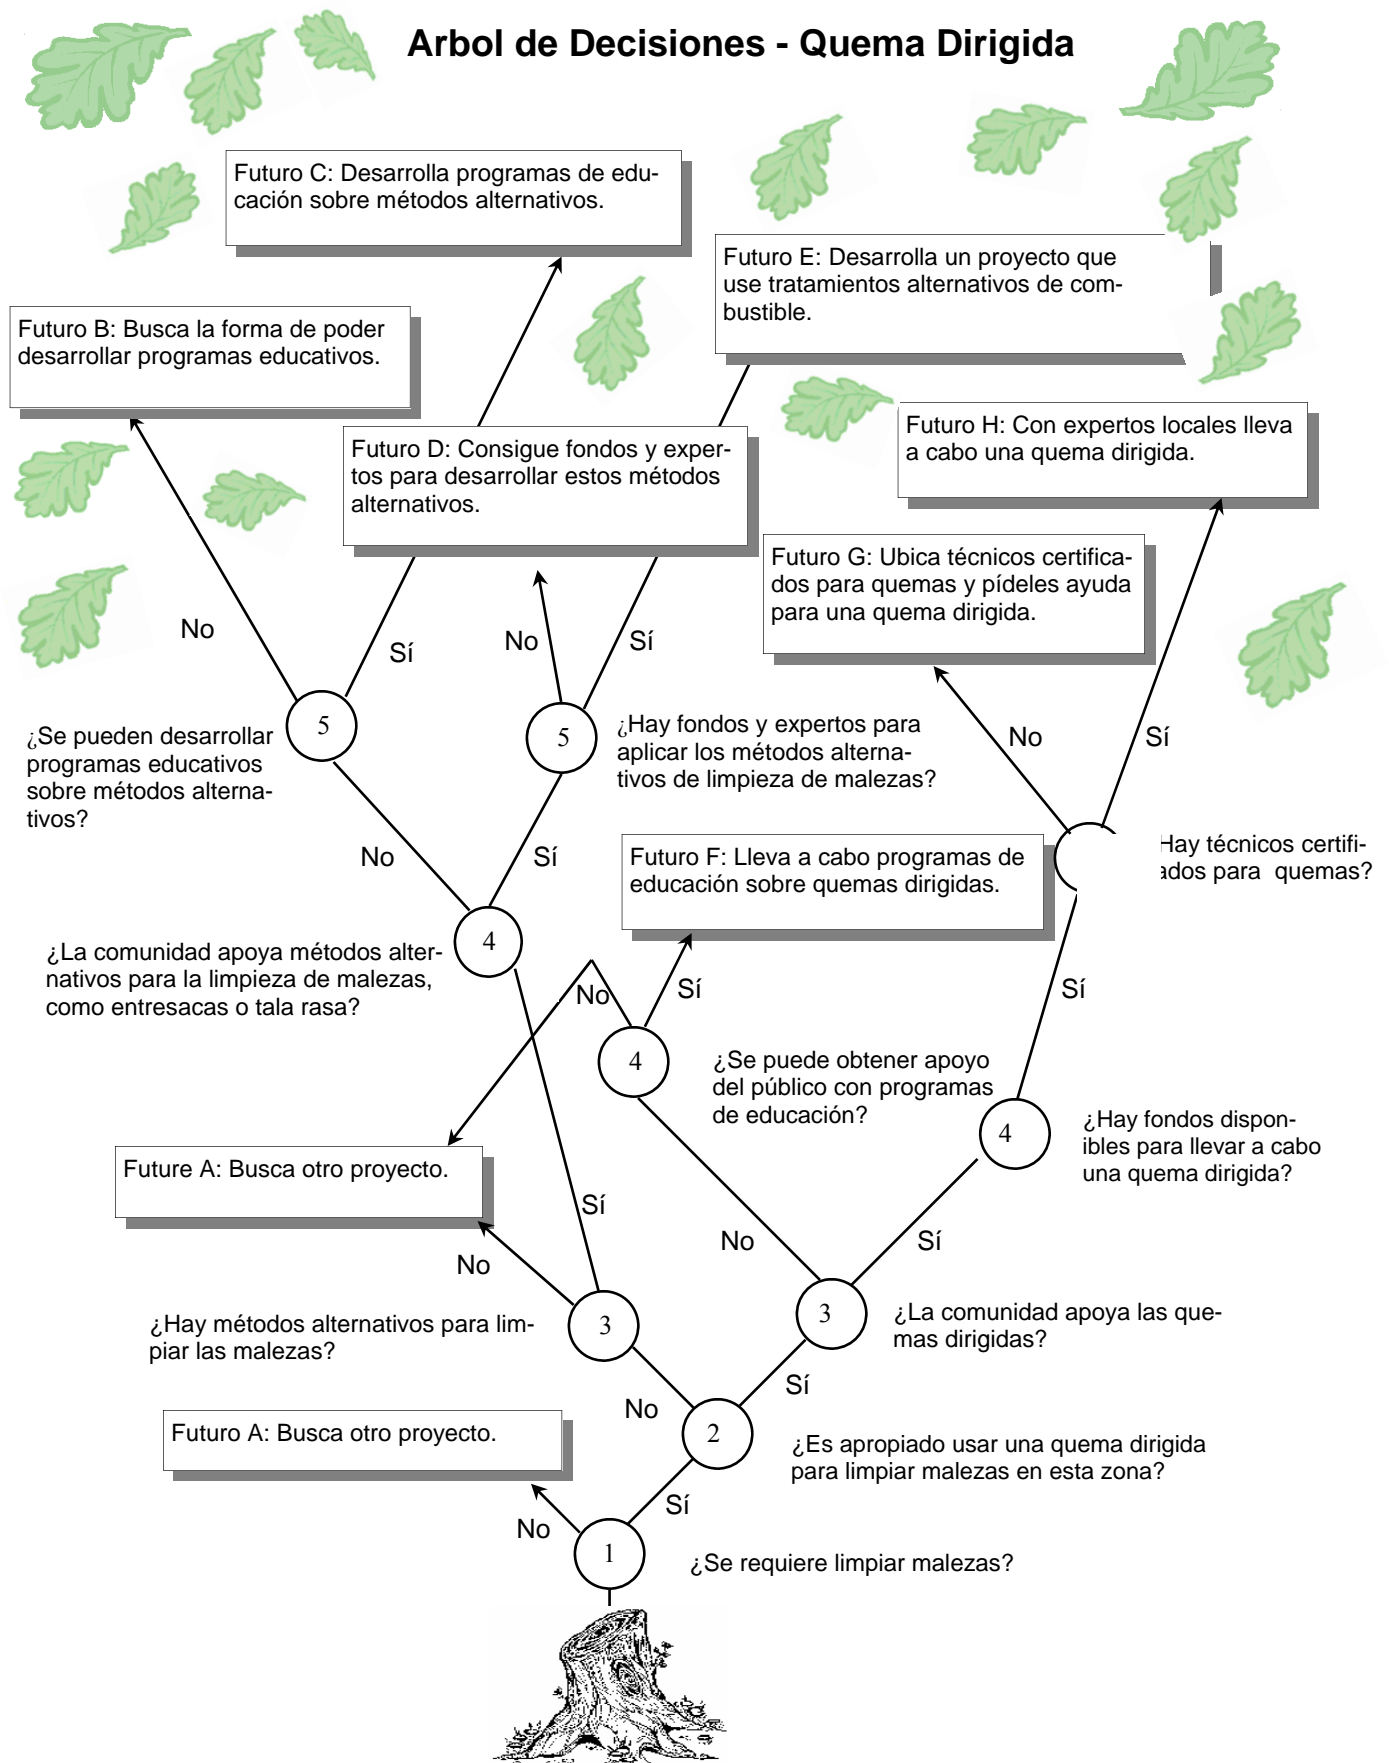 Arbol de Decisiones - Quema Dirigida
Futuro C: Desarrolla programas de edu-
cación sobre métodos alternativos.
Futuro E: Desarrolla un proyecto que
use tratamientos alternativos de com-
bustible.
Futuro B: Busca la forma de poder
desarrollar programas educativos.
Futuro H: Con expertos locales lleva
a cabo una quema dirigida.
Futuro D: Consigue fondos y exper-
tos para desarrollar estos métodos
alternativos.
Futuro G: Ubica técnicos certifica-
dos para quemas y pídeles ayuda
para una quema dirigida.
No
Sí
No
Sí
No
Sí
5
¿Se pueden desarrollar
programas educativos
sobre métodos alterna-
tivos?
5
¿Hay fondos y expertos para
aplicar los métodos alterna-
tivos de limpieza de malezas?
Hay técnicos certifi-
ados para quemas?
No
Sí
Futuro F: Lleva a cabo programas de
educación sobre quemas dirigidas.
4
¿La comunidad apoya métodos alter-
nativos para la limpieza de malezas,
como entresacas o tala rasa?
No
Sí
Sí
4
¿Se puede obtener apoyo
del público con programas
de educación?
4
¿Hay fondos dispon-
ibles para llevar a cabo
una quema dirigida?
Future A: Busca otro proyecto.
Sí
No
No
Sí
3
¿Hay métodos alternativos para lim-
piar las malezas?
3
¿La comunidad apoya las que-
mas dirigidas?
No
Sí
Futuro A: Busca otro proyecto.
2
¿Es apropiado usar una quema dirigida
para limpiar malezas en esta zona?
No
Sí
1
¿Se requiere limpiar malezas?